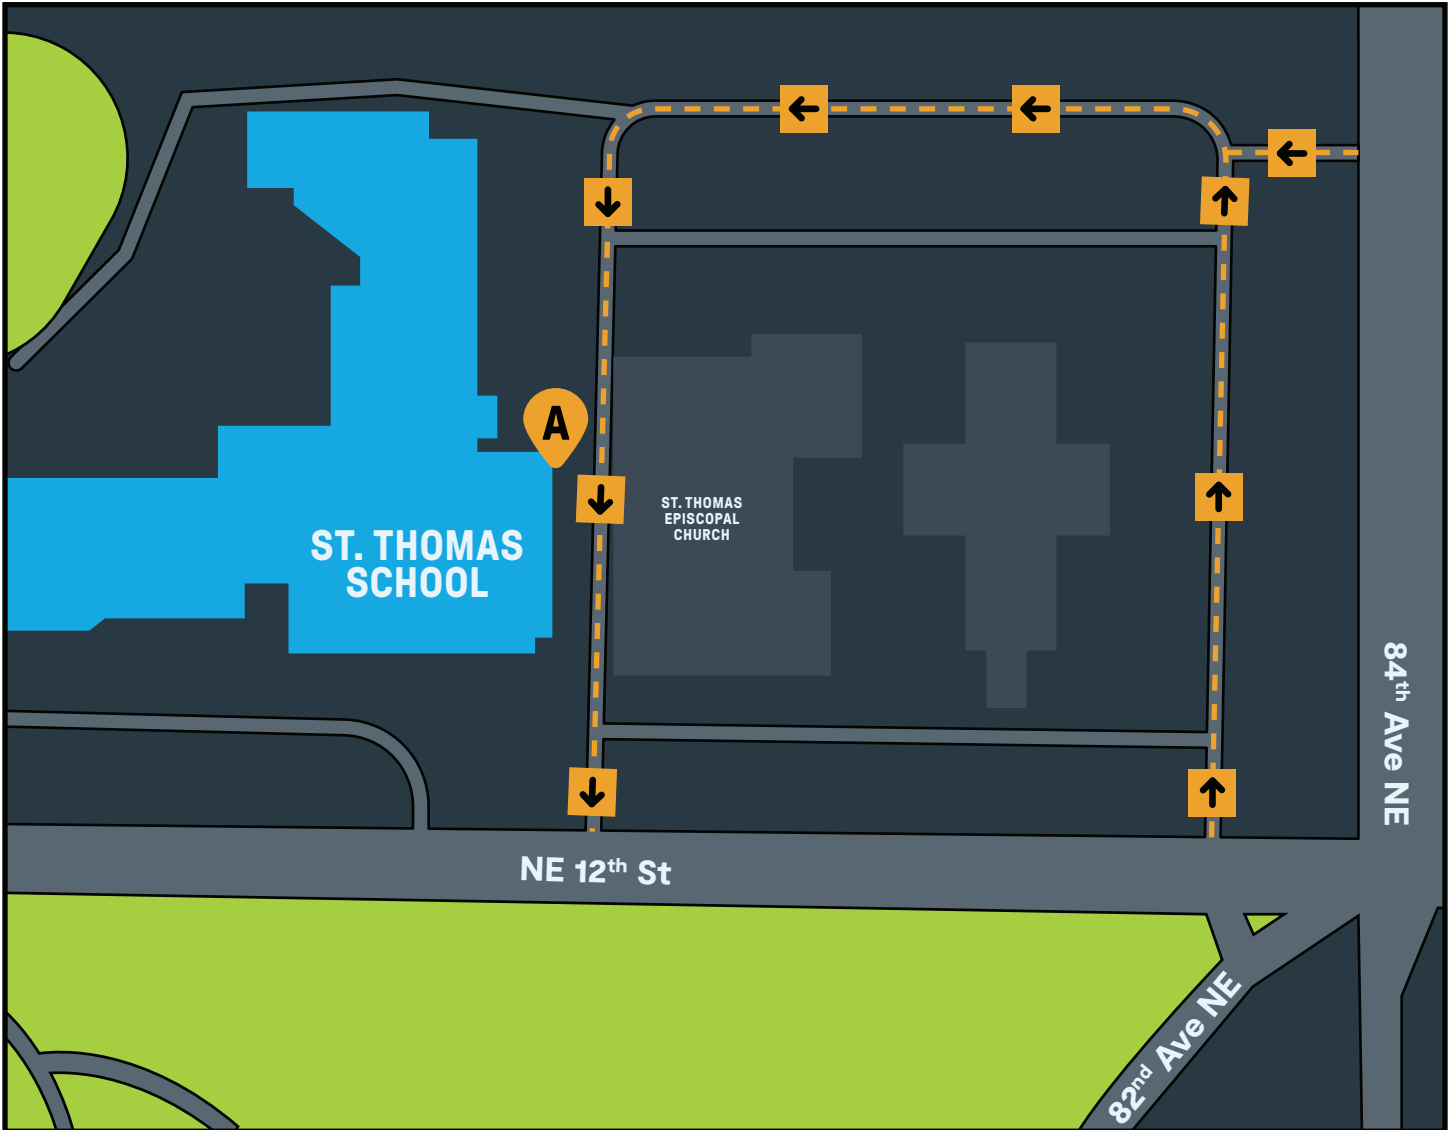 A
ST. THOMAS
EPISCOPAL
CHURCH
ST. THOMAS
SCHOOL
84th Ave NE
NE 12th St
82nd Ave NE